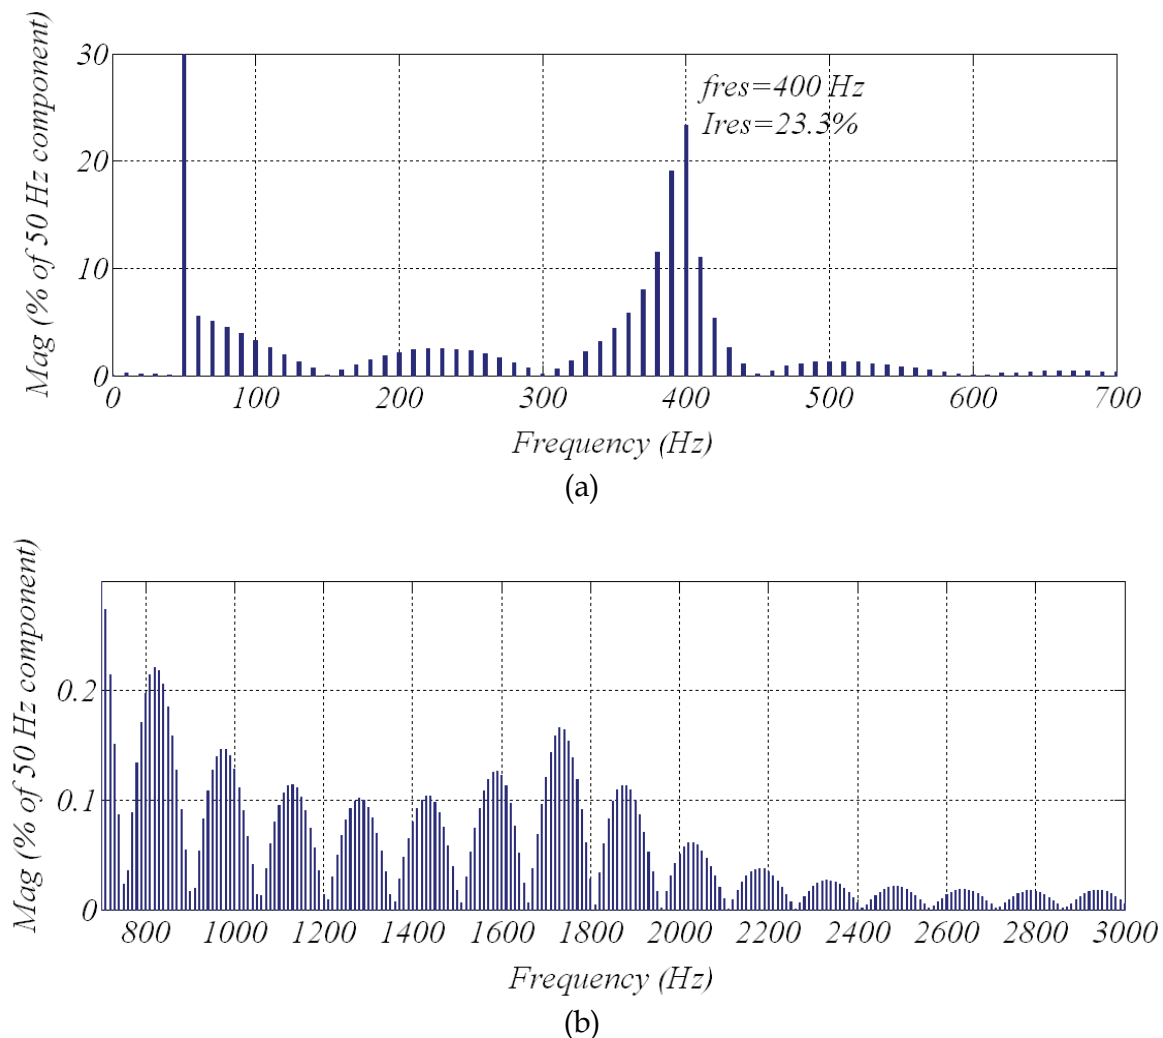 Mag (% of 50 Hz component)
30
20
10
0
fres=400 Hz
Ires=23.3%
0 100 200 300 400 500 600 700
Frequency (Hz)
(a)
Mag (% of 50 Hz component)
0.2
0.1
0
800 1000 1200 1400 1600 1800 2000 2200 2400 2600 2800 3000
Frequency (Hz)
(b)